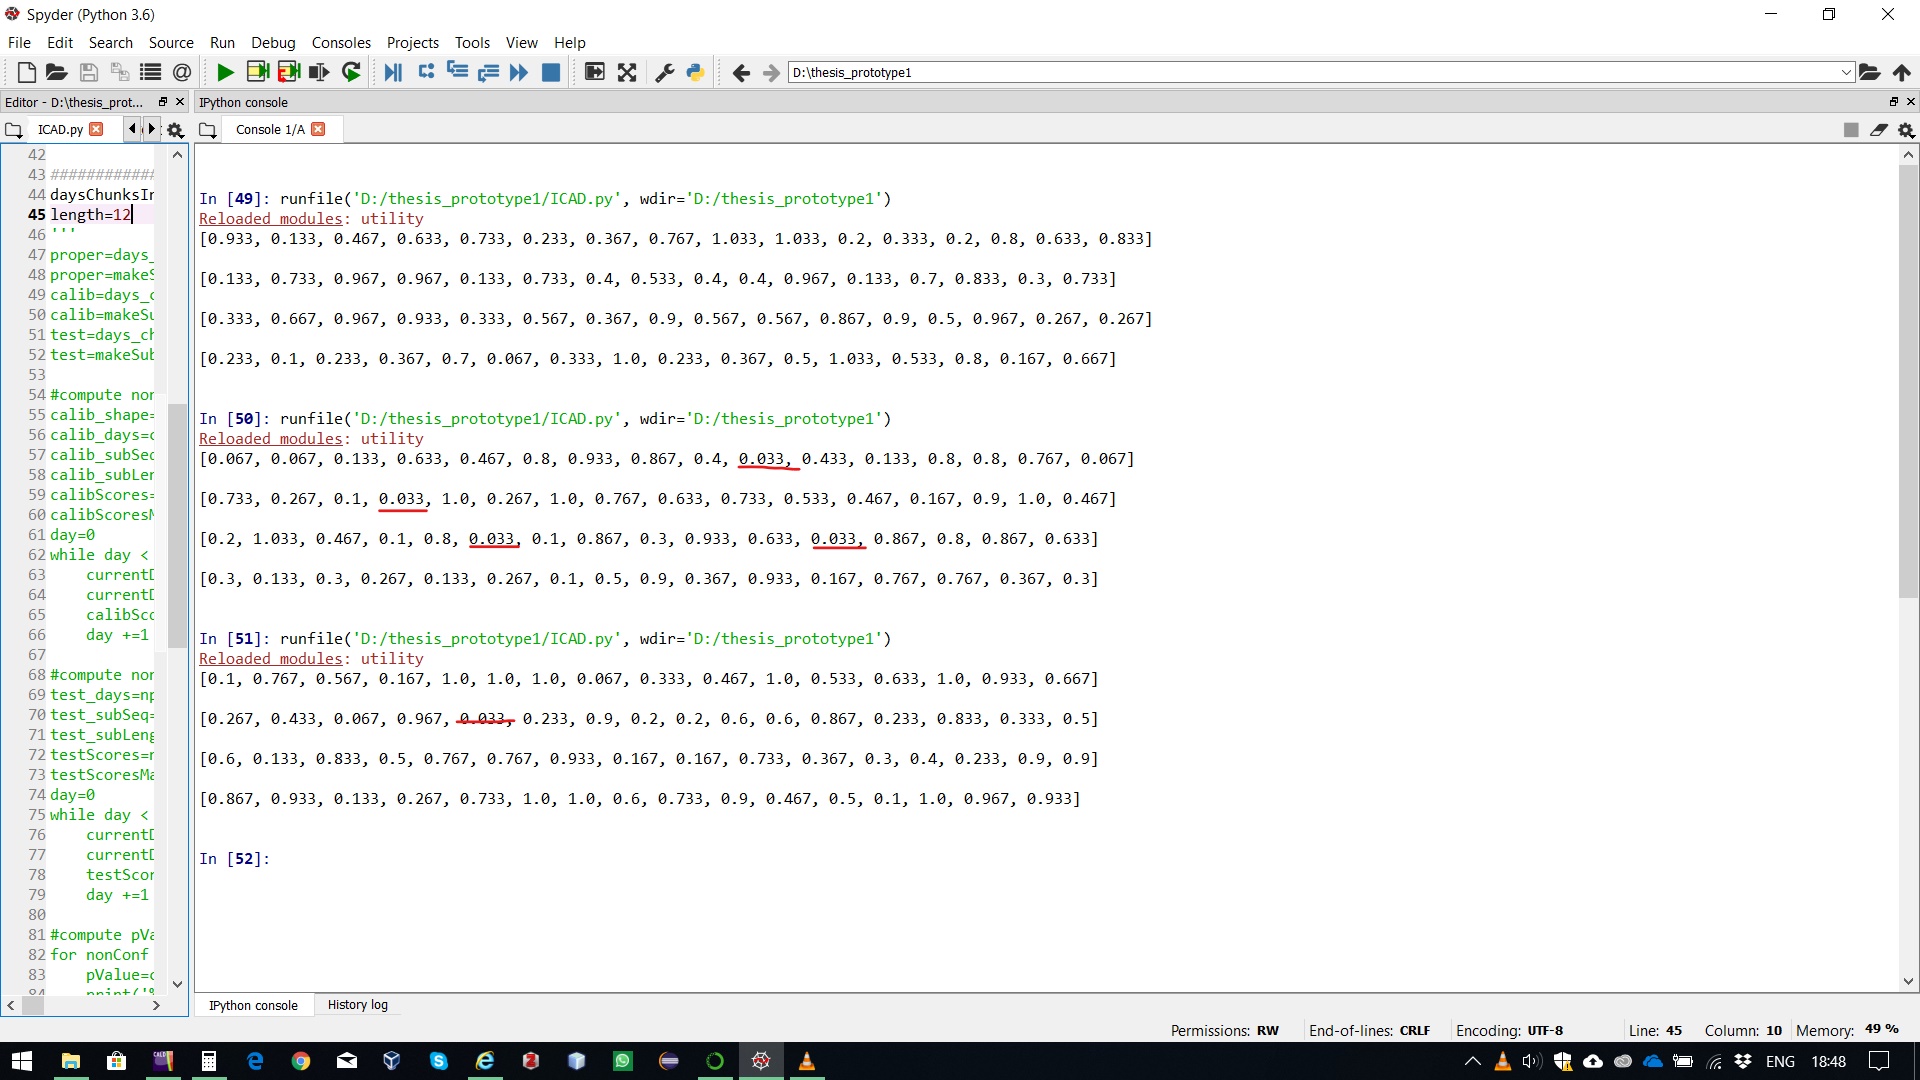 Spyder (Python 3.6)
File Edit Search Source Run Debug Consoles Projects Tools View Help
D:\thesis_prototype1
Editor - D:\thesis_prot...
IPython console
ICAD.py
Console 1/A
42
43 ############
44 daysChunksIn
45 length=12
46 '''
47 proper=days_
48 proper=makeS
49 calib=days_c
50 calib=makeSu
51 test=days_ch
52 test=makeSub
53
54 #compute non
55 calib_shape=
56 calib_days=c
57 calib_subSeq
58 calib_subLen
59 calibScores=
60 calibScoresM
61 day=0
62 while day <
63 currentD
64 currentD
65 calibSco
66 day +=1
67
68 #compute non
69 test_days=np
70 test_subSeq=
71 test_subLeng
72 testScores=n
73 testScoresMa
74 day=0
75 while day <
76 currentD
77 currentD
78 testScor
79 day +=1
80
81 #compute pVa
82 for nonConf
83 pValue=c
84 print('%
In [49]: runfile('D:/thesis_prototype1/ICAD.py', wdir='D:/thesis_prototype1')
Reloaded modules: utility
[0.933, 0.133, 0.467, 0.633, 0.733, 0.233, 0.367, 0.767, 1.033, 1.033, 0.2, 0.333, 0.2, 0.8, 0.633, 0.833]
[0.133, 0.733, 0.967, 0.967, 0.133, 0.733, 0.4, 0.533, 0.4, 0.4, 0.967, 0.133, 0.7, 0.833, 0.3, 0.733]
[0.333, 0.667, 0.967, 0.933, 0.333, 0.567, 0.367, 0.9, 0.567, 0.567, 0.867, 0.9, 0.5, 0.967, 0.267, 0.267]
[0.233, 0.1, 0.233, 0.367, 0.7, 0.067, 0.333, 1.0, 0.233, 0.367, 0.5, 1.033, 0.533, 0.8, 0.167, 0.667]
In [50]: runfile('D:/thesis_prototype1/ICAD.py', wdir='D:/thesis_prototype1')
Reloaded modules: utility
[0.067, 0.067, 0.133, 0.633, 0.467, 0.8, 0.933, 0.867, 0.4, 0.033, 0.433, 0.133, 0.8, 0.8, 0.767, 0.067]
[0.733, 0.267, 0.1, 0.033, 1.0, 0.267, 1.0, 0.767, 0.633, 0.733, 0.533, 0.467, 0.167, 0.9, 1.0, 0.467]
[0.2, 1.033, 0.467, 0.1, 0.8, 0.033, 0.1, 0.867, 0.3, 0.933, 0.633, 0.033, 0.867, 0.8, 0.867, 0.633]
[0.3, 0.133, 0.3, 0.267, 0.133, 0.267, 0.1, 0.5, 0.9, 0.367, 0.933, 0.167, 0.767, 0.767, 0.367, 0.3]
In [51]: runfile('D:/thesis_prototype1/ICAD.py', wdir='D:/thesis_prototype1')
Reloaded modules: utility
[0.1, 0.767, 0.567, 0.167, 1.0, 1.0, 1.0, 0.067, 0.333, 0.467, 1.0, 0.533, 0.633, 1.0, 0.933, 0.667]
[0.267, 0.433, 0.067, 0.967, 0.033, 0.233, 0.9, 0.2, 0.2, 0.6, 0.6, 0.867, 0.233, 0.833, 0.333, 0.5]
[0.6, 0.133, 0.833, 0.5, 0.767, 0.767, 0.933, 0.167, 0.167, 0.733, 0.367, 0.3, 0.4, 0.233, 0.9, 0.9]
[0.867, 0.933, 0.133, 0.267, 0.733, 1.0, 1.0, 0.6, 0.733, 0.9, 0.467, 0.5, 0.1, 1.0, 0.967, 0.933]
In [52]:
IPython console History log
Permissions: RW End-of-lines: CRLF Encoding: UTF-8 Line: 45 Column: 10 Memory: 49 %
ENG 18:48